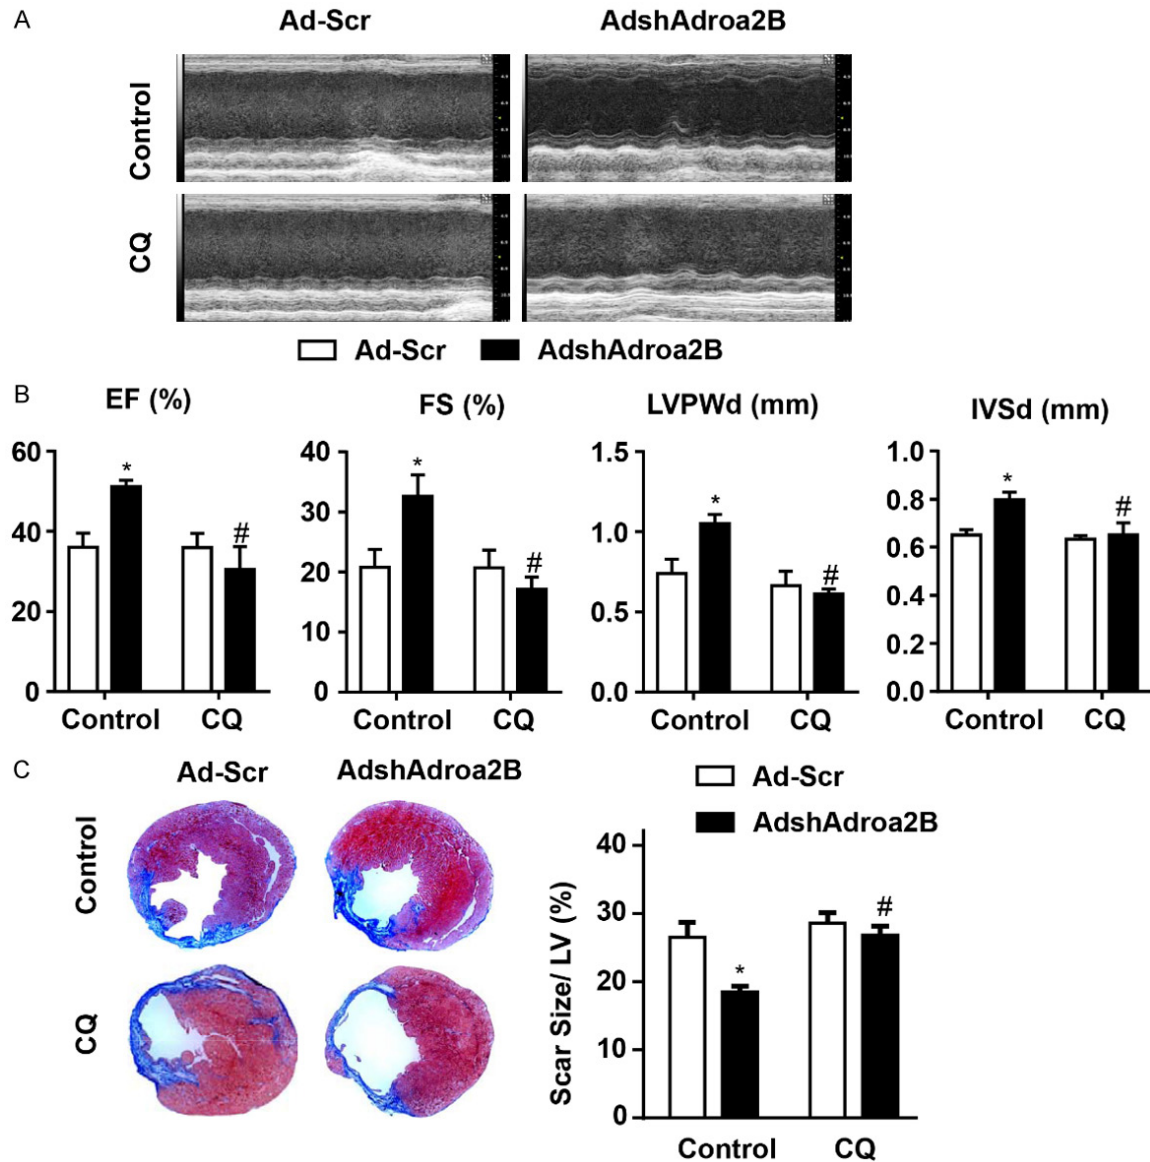 A
Ad-Scr AdshAdroa2B
Control
CQ
Ad-Scr AdshAdroa2B
B
EF (%) FS (%) LVPWd (mm) IVSd (mm)
60 40 1.5 1.0
40 30 1.0 0.8
20 20 0.5 0.6
0 10 0.0 0.4
0 0.2
0.0
* # * # * # * #
Control CQ Control CQ Control CQ Control CQ
C
Ad-Scr AdshAdroa2B
Control
CQ
Ad-Scr
AdshAdroa2B
Scar Size/ LV (%)
40
30
20
10
0
* #
Control CQ